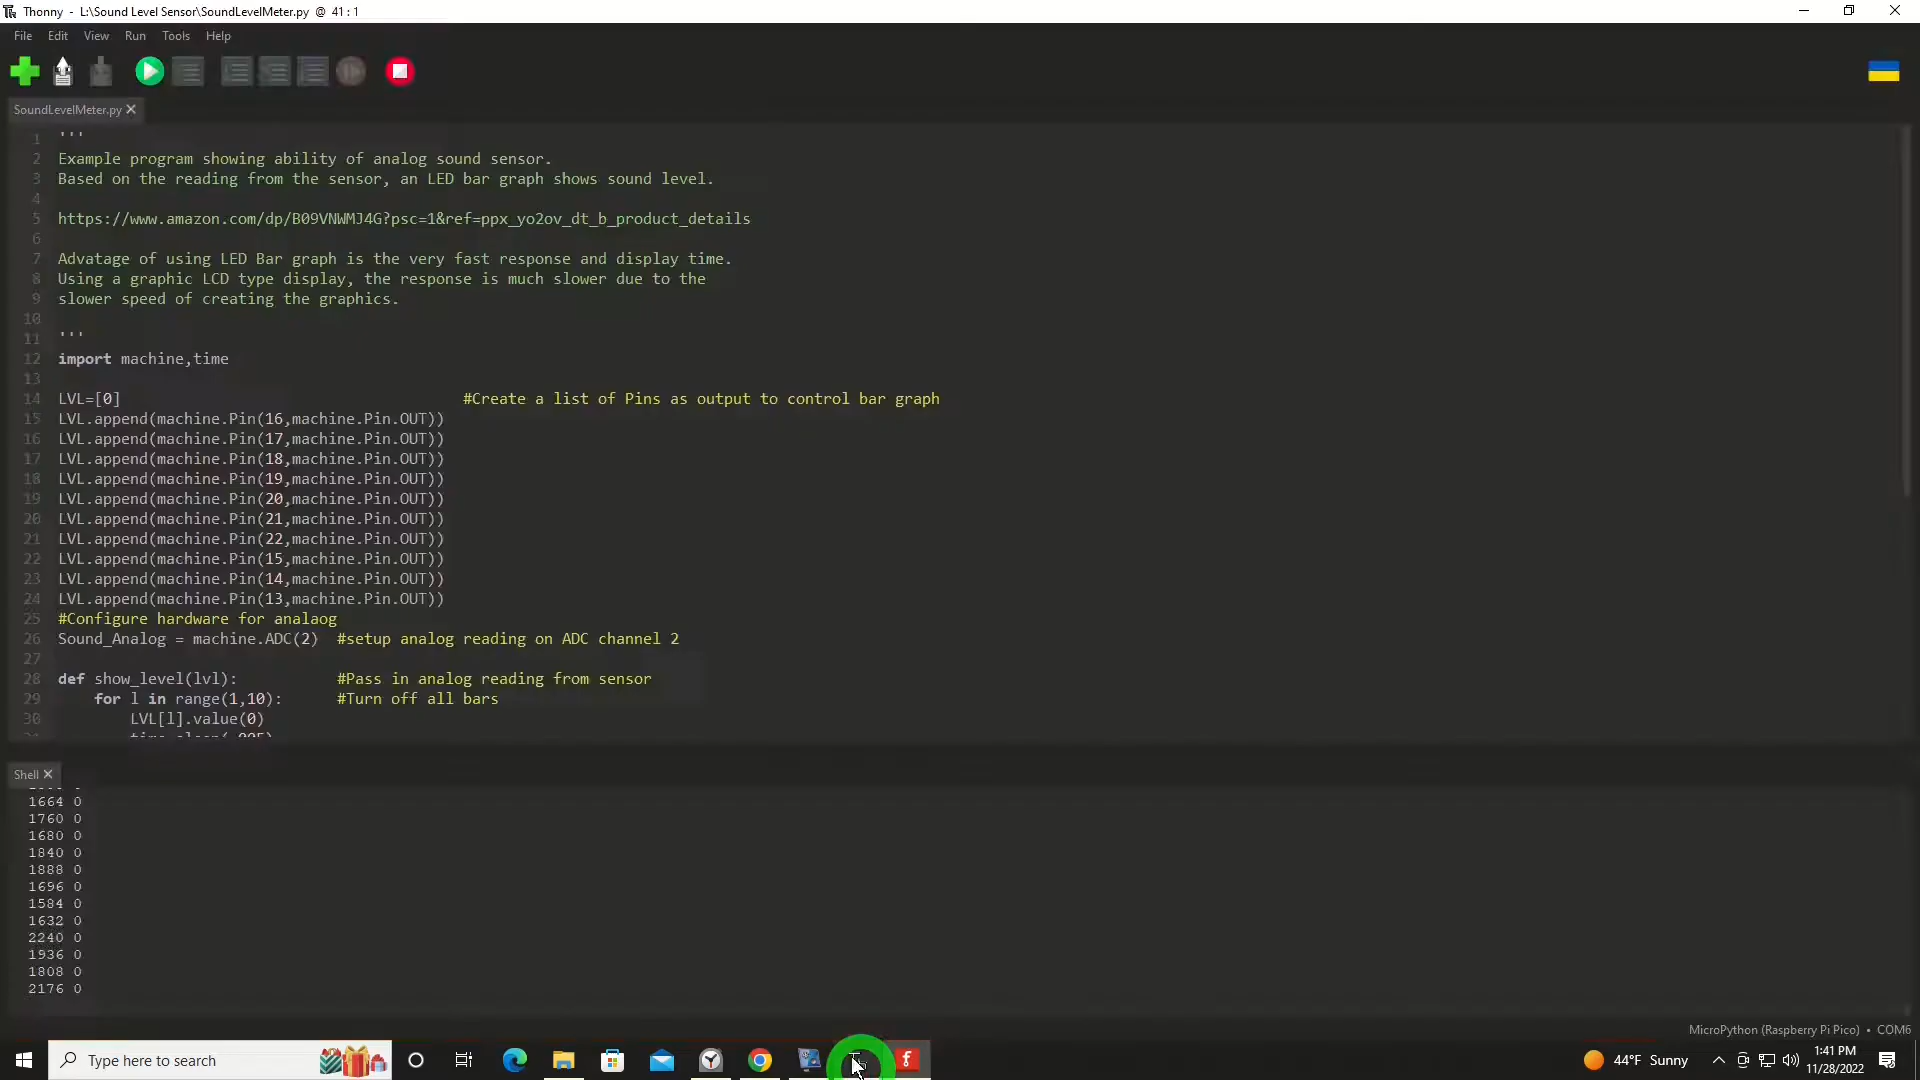 Thonny - L:\Sound Level Sensor\SoundLevelMeter.py @ 41 : 1
File Edit View Run Tools Help
SoundLevelMeter.py
1 '''
2 Example program showing ability of analog sound sensor.
3 Based on the reading from the sensor, an LED bar graph shows sound level.
4
5 https://www.amazon.com/dp/B09VNWMJ4G?psc=1&ref=ppx_yo2ov_dt_b_product_details
6
7 Advatage of using LED Bar graph is the very fast response and display time.
8 Using a graphic LCD type display, the response is much slower due to the
9 slower speed of creating the graphics.
10
11 '''
12 import machine,time
13
14 LVL=[0] #Create a list of Pins as output to control bar graph
15 LVL.append(machine.Pin(16,machine.Pin.OUT))
16 LVL.append(machine.Pin(17,machine.Pin.OUT))
17 LVL.append(machine.Pin(18,machine.Pin.OUT))
18 LVL.append(machine.Pin(19,machine.Pin.OUT))
19 LVL.append(machine.Pin(20,machine.Pin.OUT))
20 LVL.append(machine.Pin(21,machine.Pin.OUT))
21 LVL.append(machine.Pin(22,machine.Pin.OUT))
22 LVL.append(machine.Pin(15,machine.Pin.OUT))
23 LVL.append(machine.Pin(14,machine.Pin.OUT))
24 LVL.append(machine.Pin(13,machine.Pin.OUT))
25 #Configure hardware for analaog
26 Sound_Analog = machine.ADC(2) #setup analog reading on ADC channel 2
27
28 def show_level(lvl): #Pass in analog reading from sensor
29 for l in range(1,10): #Turn off all bars
30 LVL[l].value(0)
Shell
1664 0
1760 0
1680 0
1840 0
1888 0
1696 0
1584 0
1632 0
2240 0
1936 0
1808 0
2176 0
MicroPython (Raspberry Pi Pico) • COM6
Type here to search
44°F Sunny
1:41 PM
11/28/2022